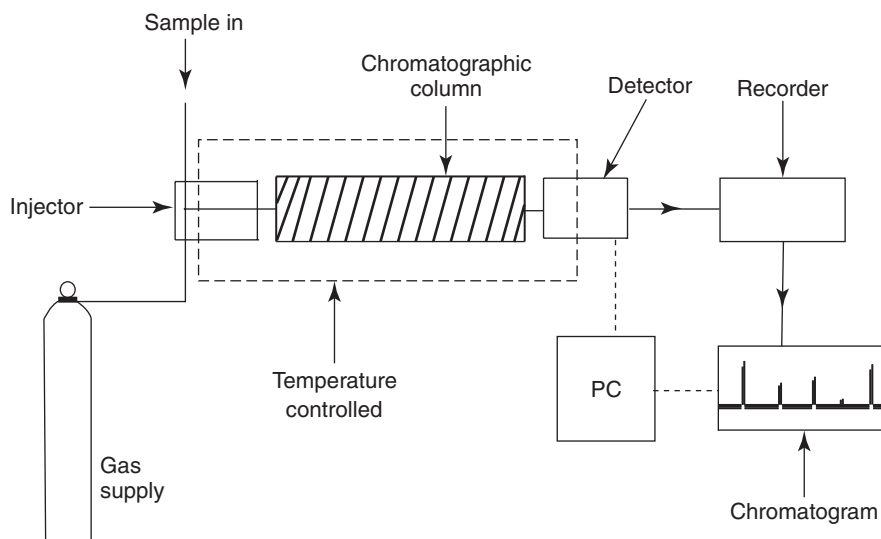 Sample in
Chromatographic
column
Detector
Recorder
Injector
Temperature
controlled
PC
Gas
supply
Chromatogram